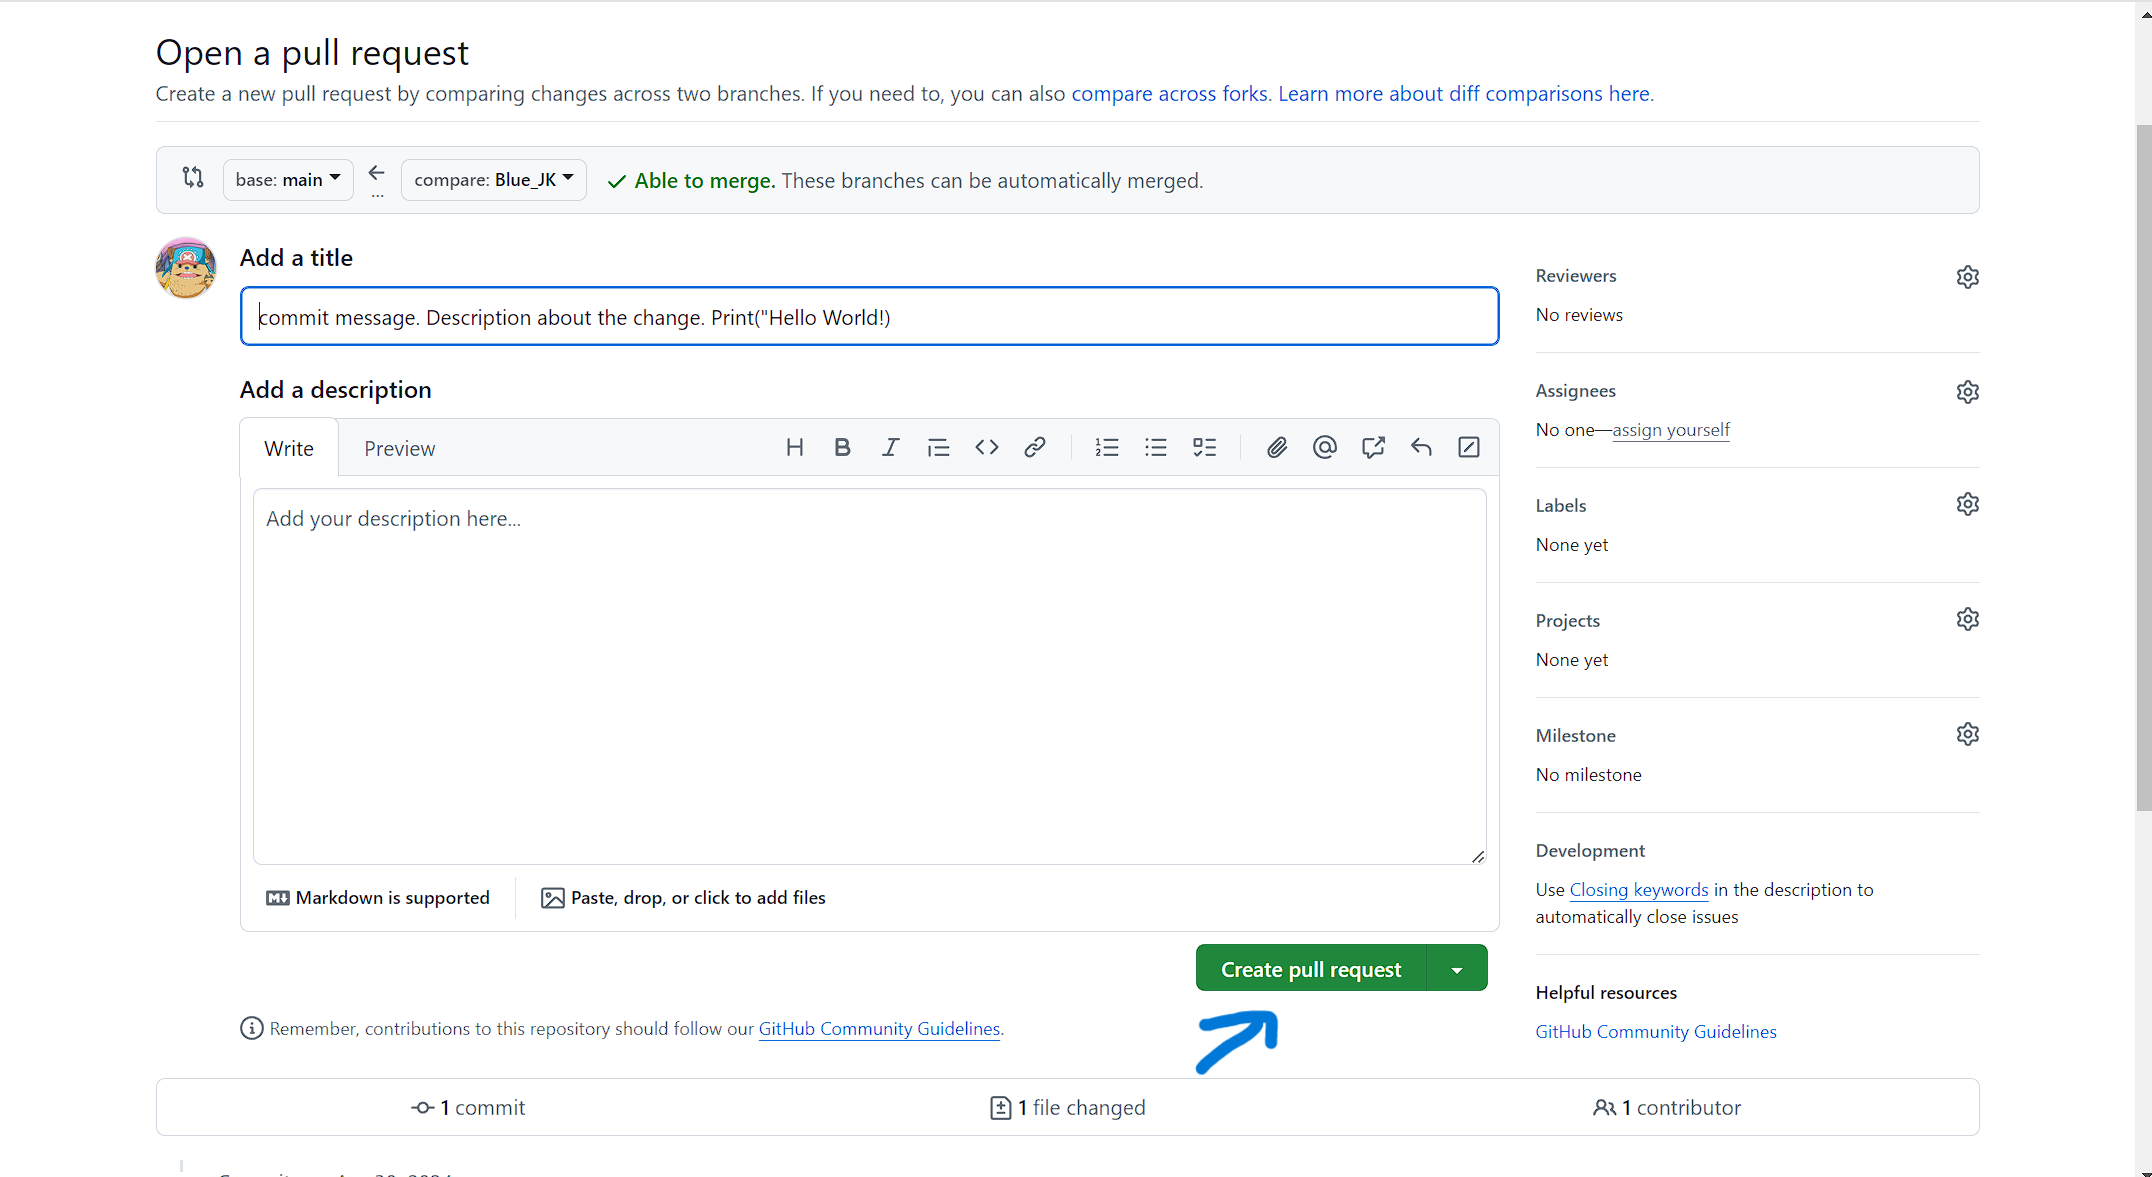 Open a pull request
Create a new pull request by comparing changes across two branches. If you need to, you can also compare across forks. Learn more about diff comparisons here.
base: main ... compare: Blue_JK Able to merge. These branches can be automatically merged.
Add a title
commit message. Description about the change. Print("Hello World!)
Add a description
Write Preview
Add your description here...
Markdown is supported Paste, drop, or click to add files
Create pull request
Remember, contributions to this repository should follow our GitHub Community Guidelines.
Reviewers
No reviews
Assignees
No one—assign yourself
Labels
None yet
Projects
None yet
Milestone
No milestone
Development
Use Closing keywords in the description to
automatically close issues
Helpful resources
GitHub Community Guidelines
1 commit 1 file changed 1 contributor